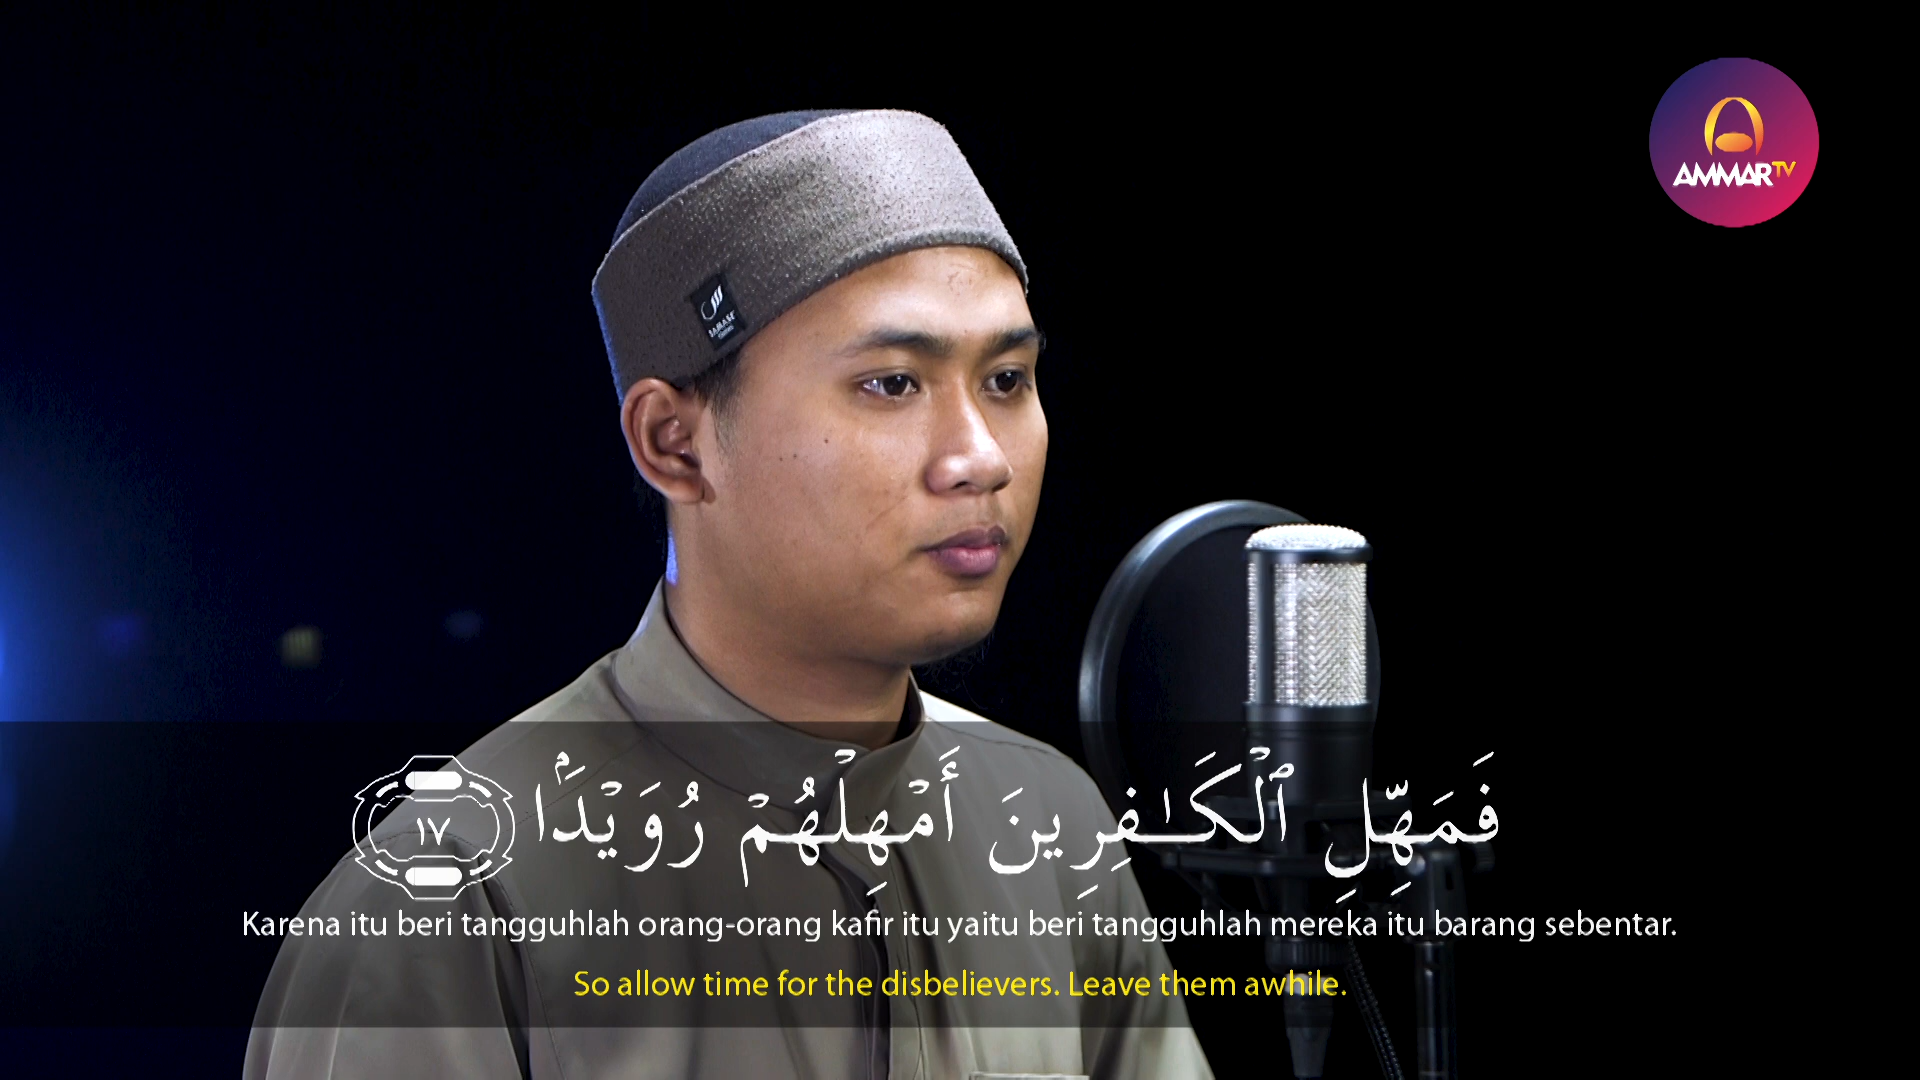 AMMARTV
SAMASE
فَمَهِّلِ ٱلْكَـٰفِرِينَ أَمْهِلْهُمْ رُوَيْدًۢا ١٧
Karena itu beri tangguhlah orang-orang kafir itu yaitu beri tangguhlah mereka itu barang sebentar.
So allow time for the disbelievers. Leave them awhile.